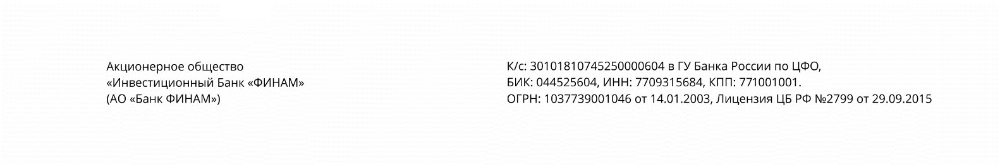 Акционерное общество
«Инвестиционный Банк «ФИНАМ»
(АО «Банк ФИНАМ»)
К/с: 30101810745250000604 в ГУ Банка России по ЦФО,
БИК: 044525604, ИНН: 7709315684, КПП: 771001001.
ОГРН: 1037739001046 от 14.01.2003, Лицензия ЦБ РФ №2799 от 29.09.2015